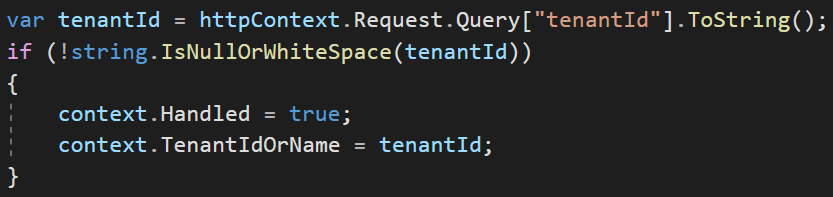 var tenantId = httpContext.Request.Query["tenantId"].ToString();
if (!string.IsNullOrWhiteSpace(tenantId))
{
    context.Handled = true;
    context.TenantIdOrName = tenantId;
}